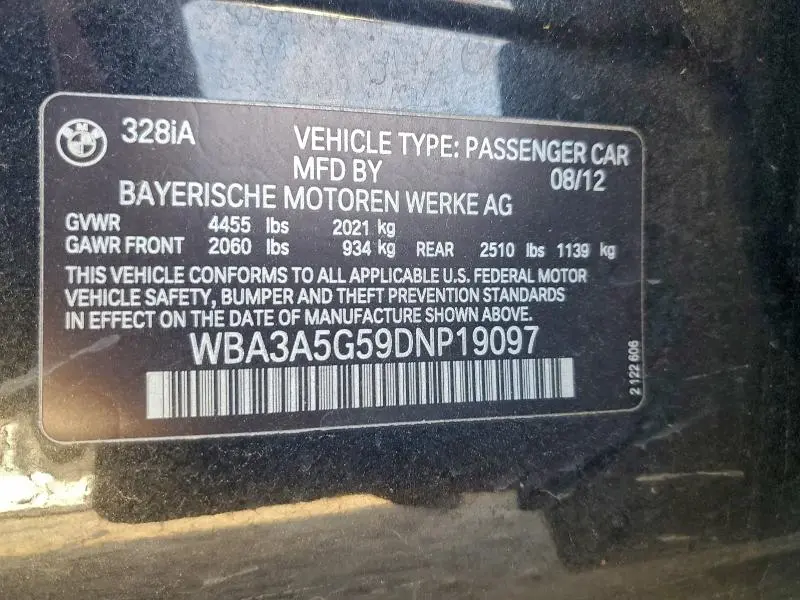 BMW
328iA VEHICLE TYPE: PASSENGER CAR
MFD BY 08/12
BAYERISCHE MOTOREN WERKE AG
GVWR 4455 lbs 2021 kg
GAWR FRONT 2060 lbs 934 kg REAR 2510 lbs 1139 kg
THIS VEHICLE CONFORMS TO ALL APPLICABLE U.S. FEDERAL MOTOR
VEHICLE SAFETY, BUMPER AND THEFT PREVENTION STANDARDS
IN EFFECT ON THE DATE OF MANUFACTURE SHOWN ABOVE.
WBA3A5G59DNP19097
2 122 606